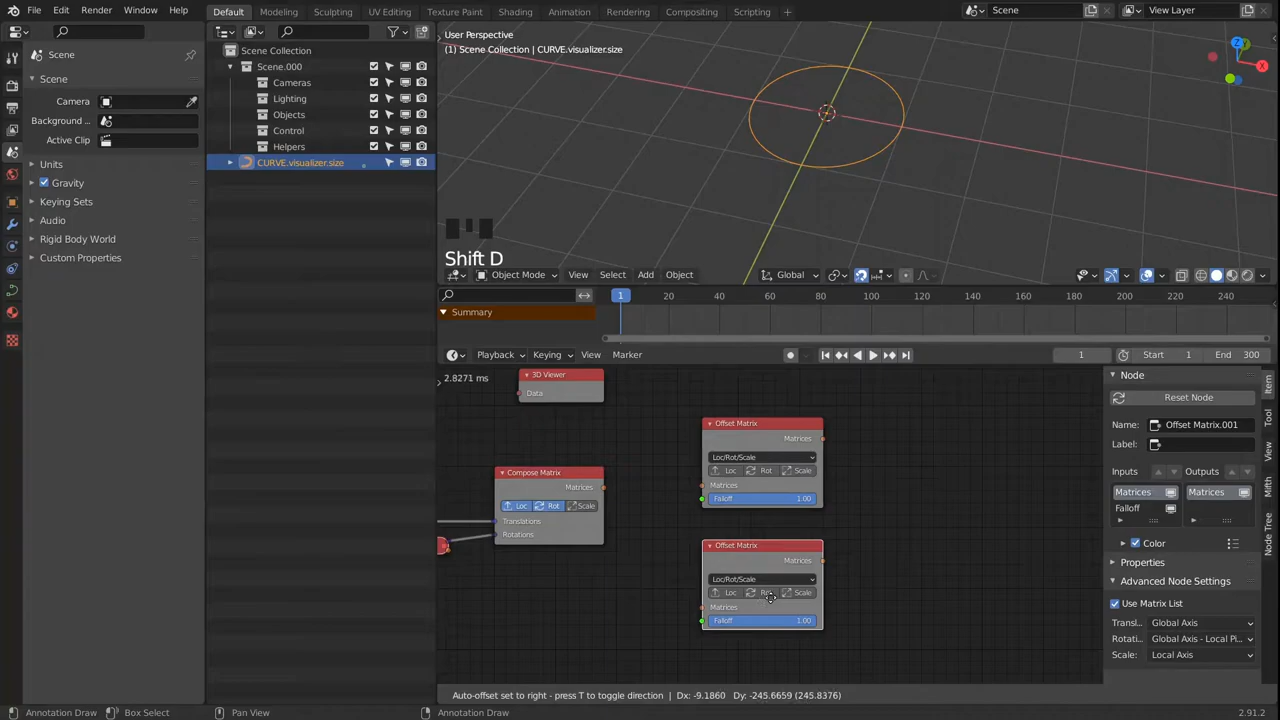 File Edit Render Window Help
Default Modeling Sculpting UV Editing Texture Paint Shading Animation Rendering Compositing Scripting
Scene
View Layer
Scene
Scene
Camera
Background ...
Active Clip
Units
Gravity
Keying Sets
Audio
Rigid Body World
Custom Properties
Scene Collection
Scene.000
Cameras
Lighting
Objects
Control
Helpers
CURVE.visualizer.size
User Perspective
(1) Scene Collection | CURVE.visualizer.size
Z
Y
X
Shift D
Object Mode View Select Add Object
Global
1 20 40 60 80 100 120 140 160 180 200 220 240
Summary
Playback Keying View Marker
1 Start 1 End 300
2.8271 ms
3D Viewer
Data
Compose Matrix
Matrices
Loc Rot Scale
Translations
Rotations
Offset Matrix
Matrices
Loc/Rot/Scale
Loc Rot Scale
Matrices
Falloff 1.00
Offset Matrix
Matrices
Loc/Rot/Scale
Loc Rot Scale
Matrices
Falloff 1.00
Node
Reset Node
Name: Offset Matrix.001
Label:
Inputs Outputs
Matrices Matrices
Falloff
Color
Properties
Advanced Node Settings
Use Matrix List
Transl.. Global Axis
Rotati.. Global Axis - Local Pi...
Scale: Local Axis
Item
Tool
View
Mtlh
Node Tree
Auto-offset set to right - press T to toggle direction | Dx: -9.1860 Dy: -245.6659 (245.8376)
Annotation Draw Box Select Pan View Annotation Draw 2.91.2